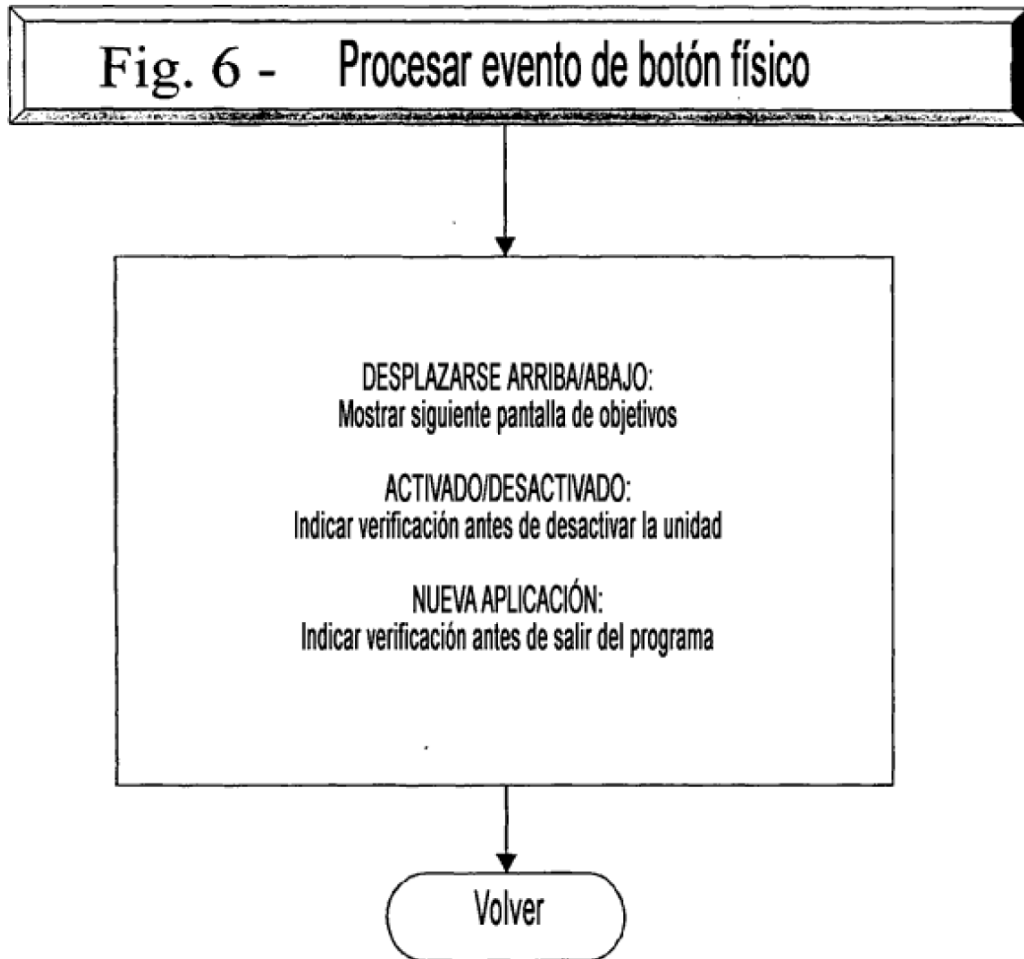 Fig. 6 - Procesar evento de botón físico
DESPLAZARSE ARRIBA/ABAJO:
Mostrar siguiente pantalla de objetivos
ACTIVADO/DESACTIVADO:
Indicar verificación antes de desactivar la unidad
NUEVA APLICACIÓN:
Indicar verificación antes de salir del programa
Volver